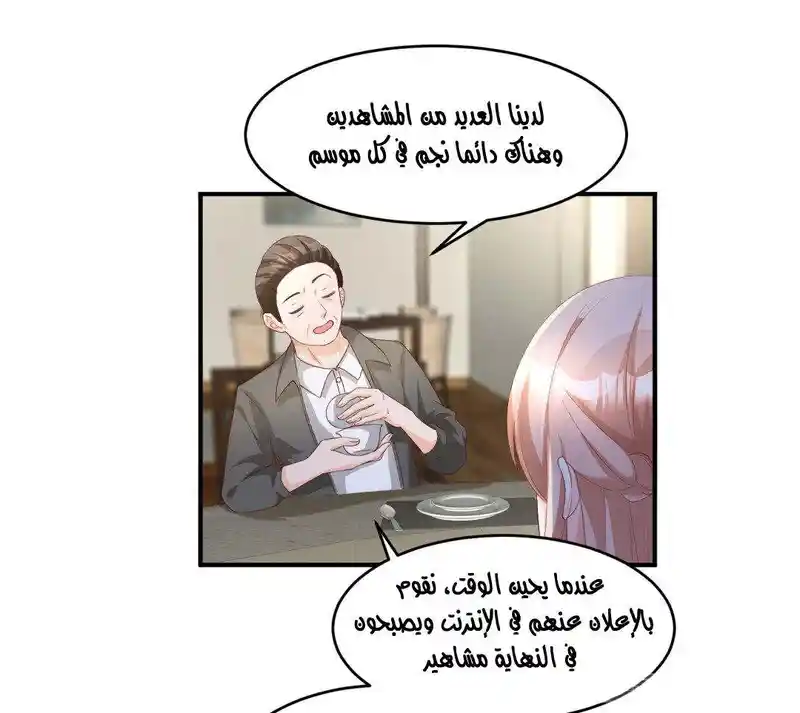 لدينا العديد من المشاهدين
وهناك دائما نجم في كل موسم
عندما يحين الوقت، نقوم
بالإعلان عنهم في الإنترنت ويصبحون
في النهاية مشاهير